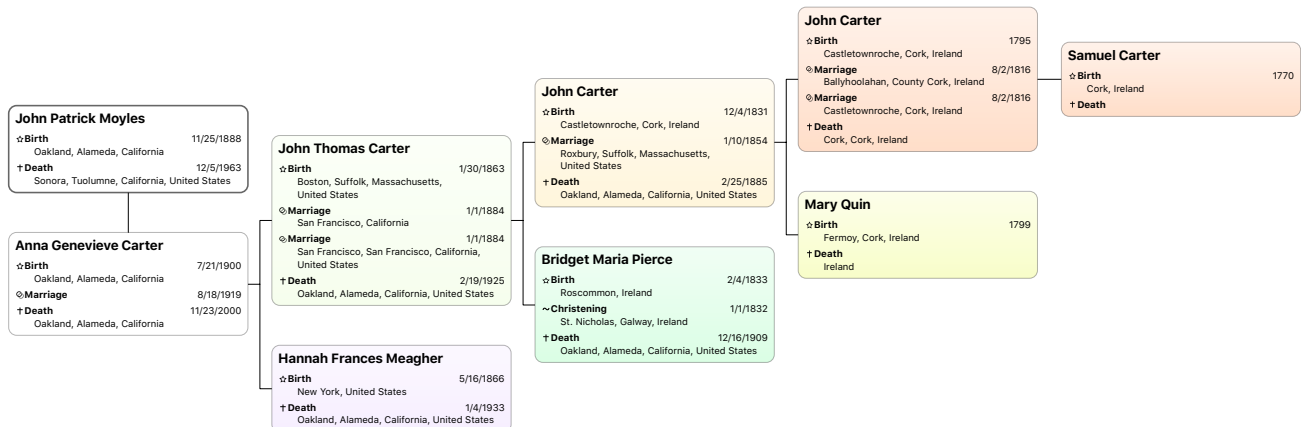 John Patrick Moyles
☆Birth 11/25/1888
Oakland, Alameda, California
†Death 12/5/1963
Sonora, Tuolumne, California, United States
Anna Genevieve Carter
☆Birth 7/21/1900
Oakland, Alameda, California
⚭Marriage 8/18/1919
†Death 11/23/2000
Oakland, Alameda, California
John Thomas Carter
☆Birth 1/30/1863
Boston, Suffolk, Massachusetts,
United States
⚭Marriage 1/1/1884
San Francisco, California
⚭Marriage 1/1/1884
San Francisco, San Francisco, California,
United States
†Death 2/19/1925
Oakland, Alameda, California, United States
Hannah Frances Meagher
☆Birth 5/16/1866
New York, United States
†Death 1/4/1933
Oakland, Alameda, California, United States
John Carter
☆Birth 12/4/1831
Castletownroche, Cork, Ireland
⚭Marriage 1/10/1854
Roxbury, Suffolk, Massachusetts,
United States
†Death 2/25/1885
Oakland, Alameda, California, United States
Bridget Maria Pierce
☆Birth 2/4/1833
Roscommon, Ireland
~Christening 1/1/1832
St. Nicholas, Galway, Ireland
†Death 12/16/1909
Oakland, Alameda, California, United States
John Carter
☆Birth 1795
Castletownroche, Cork, Ireland
⚭Marriage 8/2/1816
Ballyhoolahan, County Cork, Ireland
⚭Marriage 8/2/1816
Castletownroche, Cork, Ireland
†Death
Cork, Cork, Ireland
Mary Quin
☆Birth 1799
Fermoy, Cork, Ireland
†Death
Ireland
Samuel Carter
☆Birth 1770
Cork, Ireland
†Death